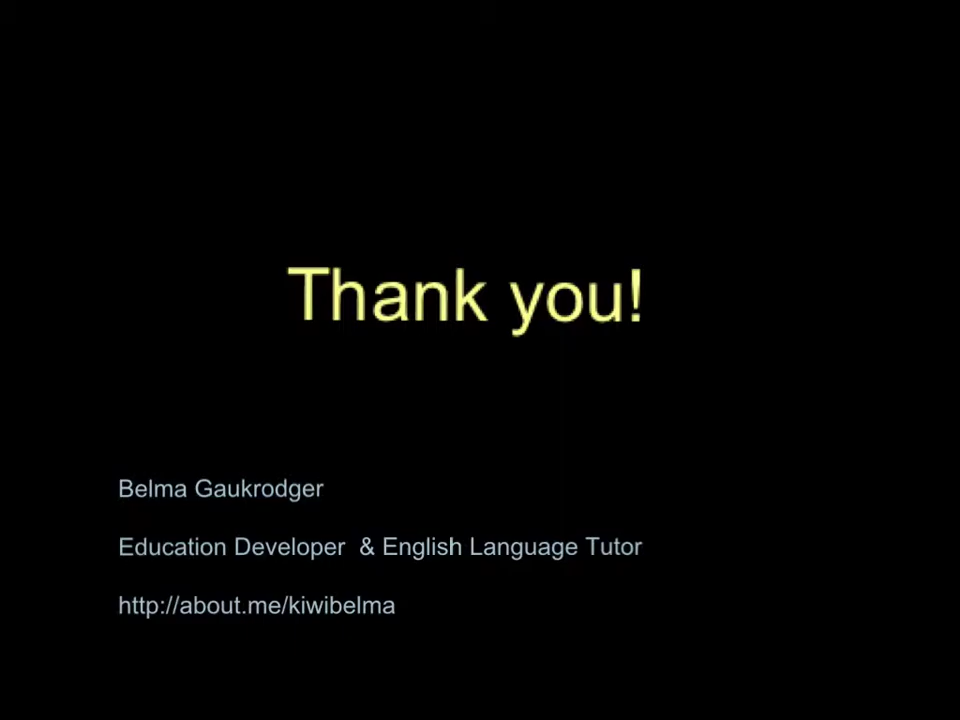 Thank you!
Belma Gaukrodger
Education Developer & English Language Tutor
http://about.me/kiwibelma